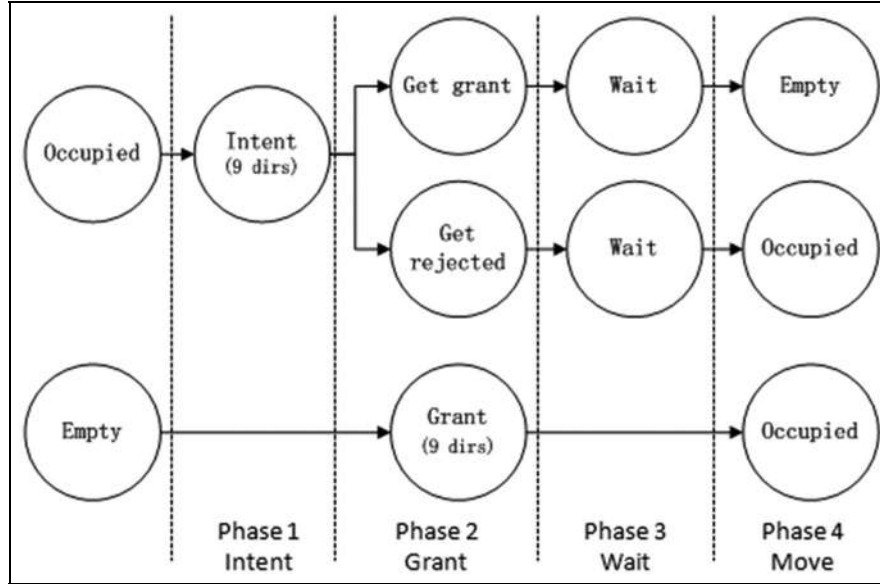 Occupied
Intent
(9 dirs)
Get grant
Wait
Empty
Get
rejected
Wait
Occupied
Empty
Grant
(9 dirs)
Occupied
Phase 1
Intent
Phase 2
Grant
Phase 3
Wait
Phase 4
Move